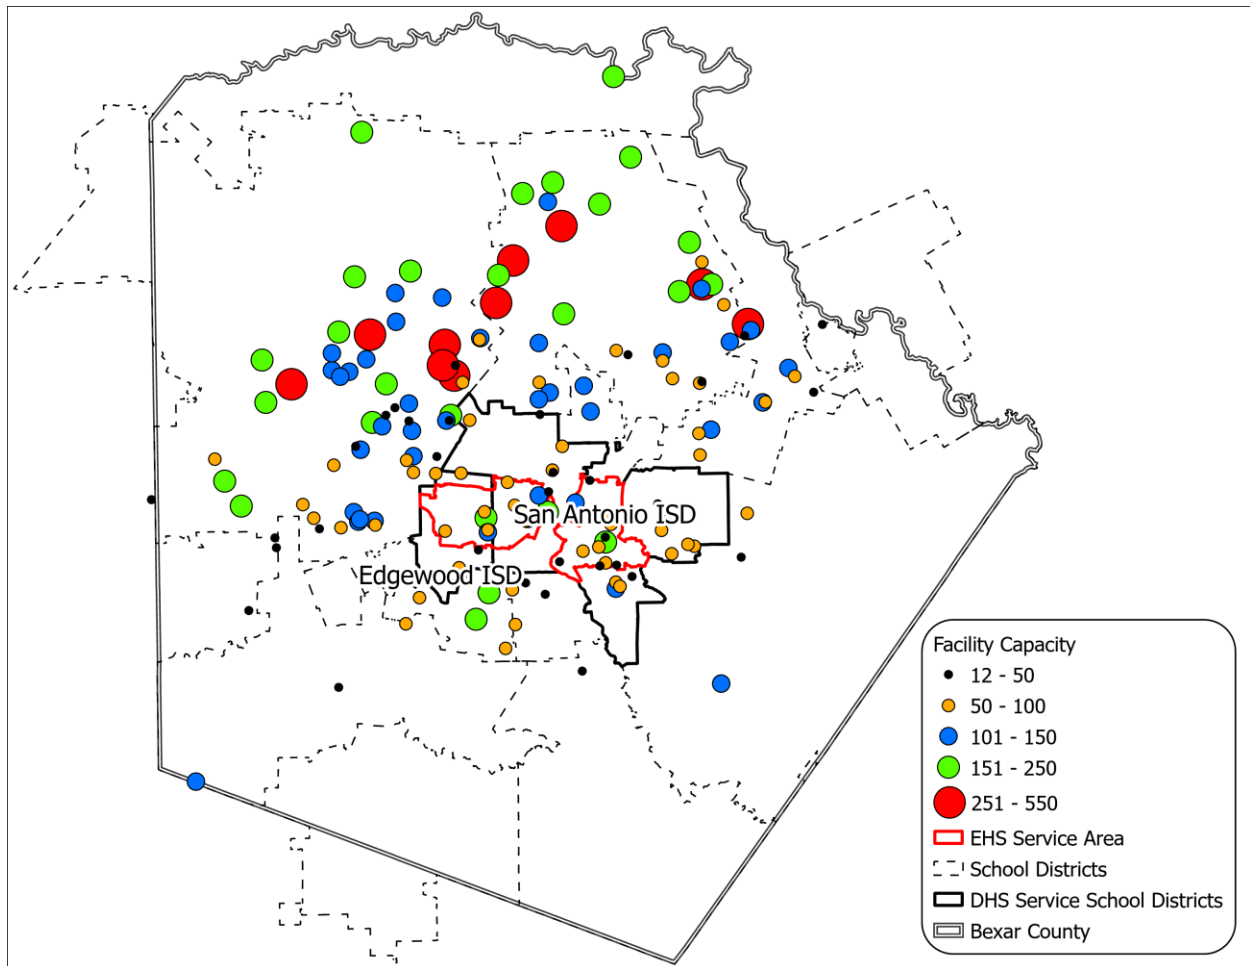 San Antonio ISD
Edgewood ISD
Facility Capacity
12 - 50
50 - 100
101 - 150
151 - 250
251 - 550
EHS Service Area
School Districts
DHS Service School Districts
Bexar County